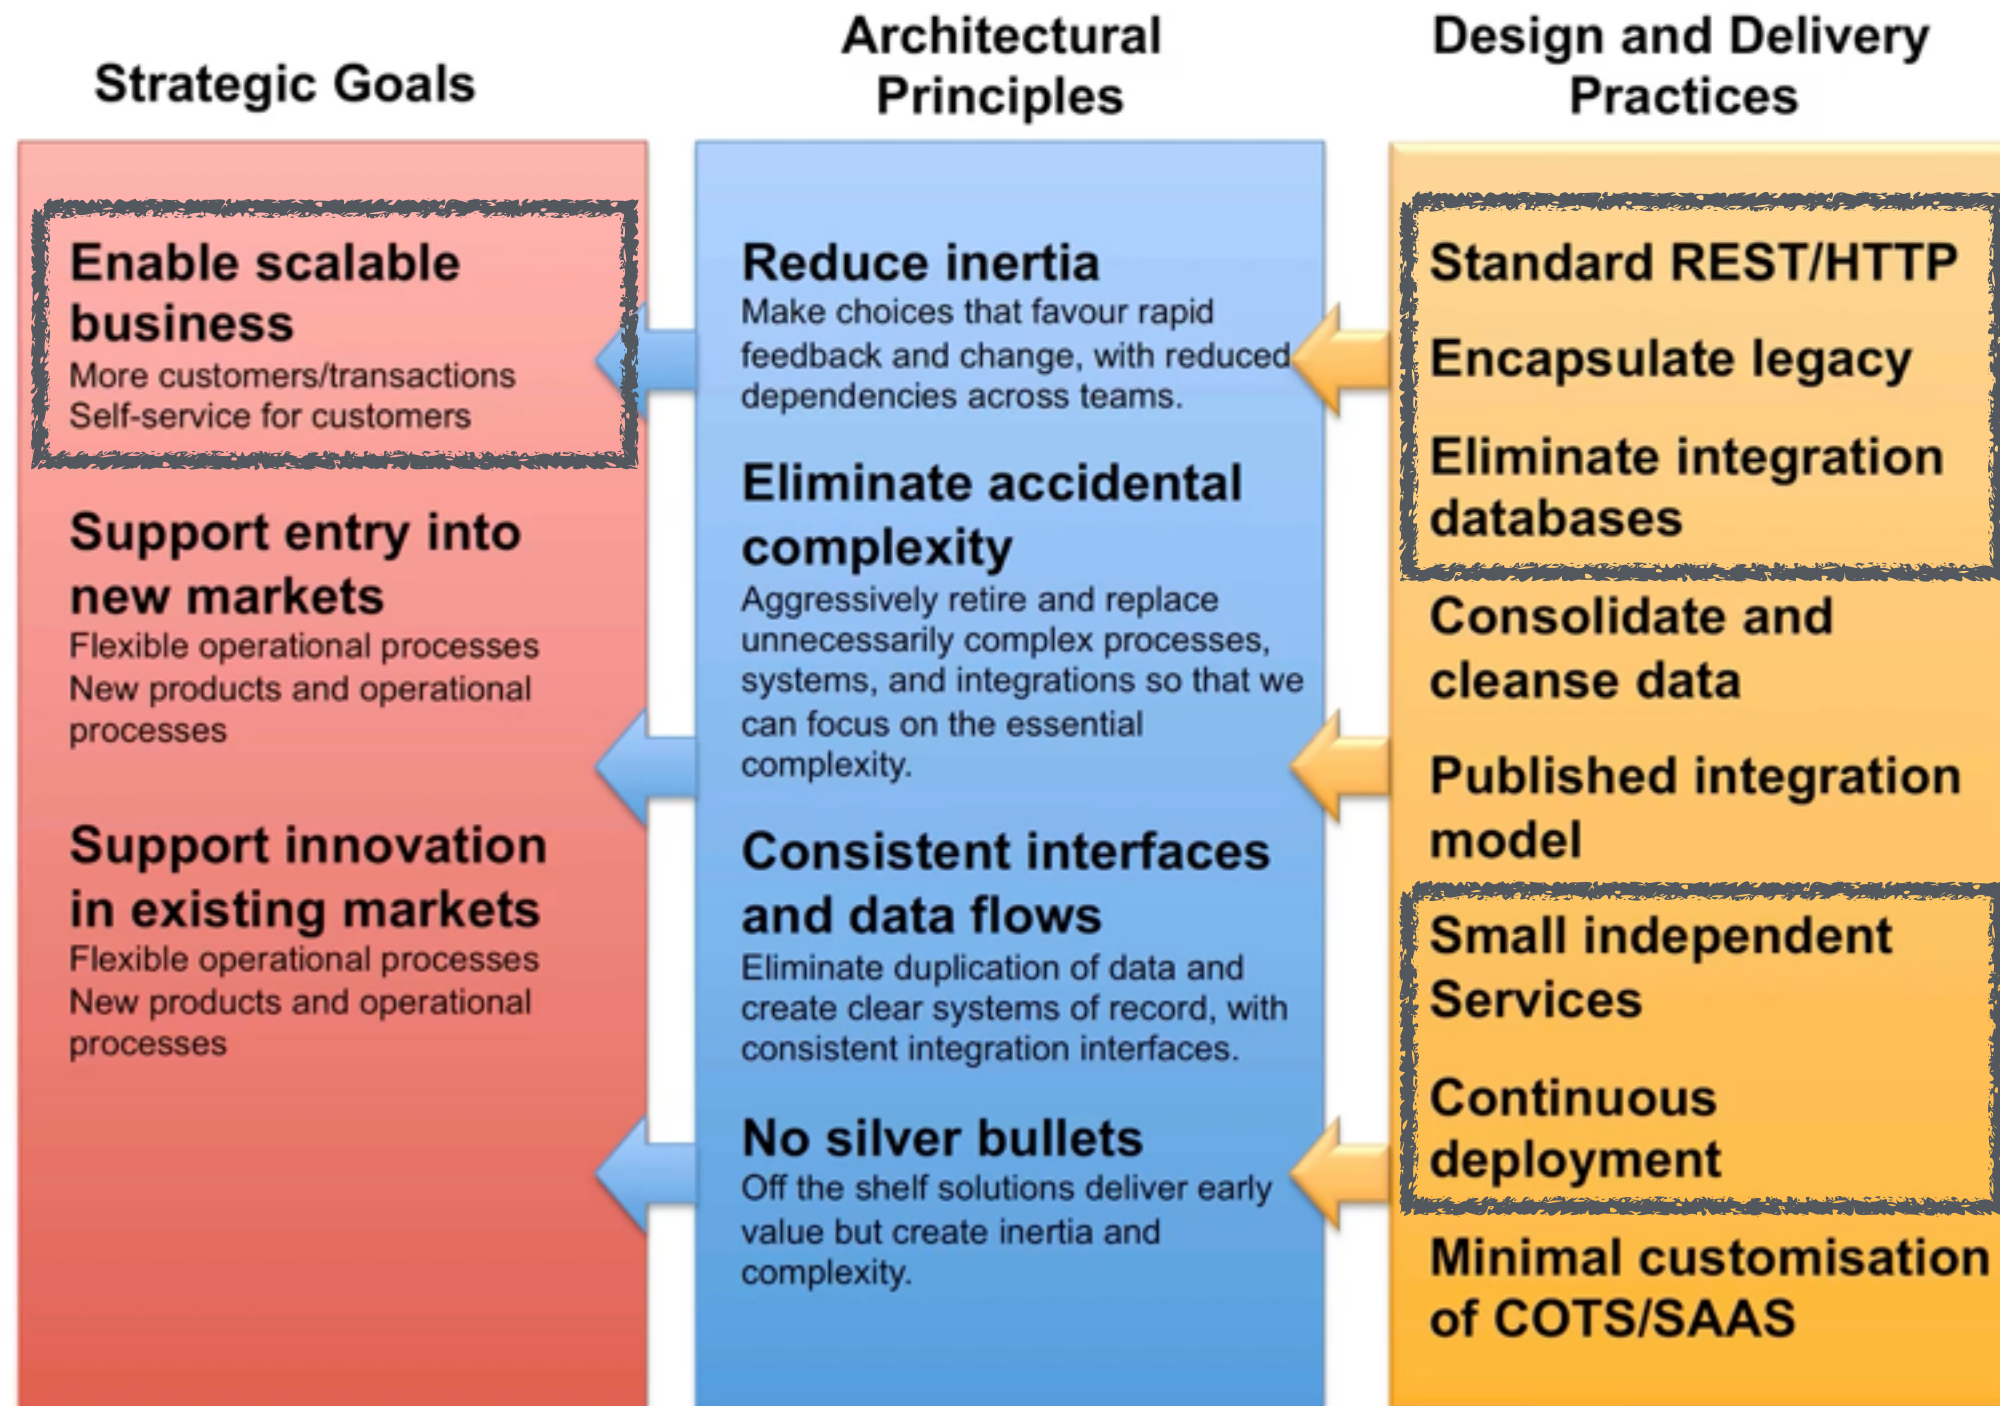 Strategic Goals
Enable scalable
business
More customers/transactions
Self-service for customers
Support entry into
new markets
Flexible operational processes
New products and operational
processes
Support innovation
in existing markets
Flexible operational processes
New products and operational
processes
Architectural
Principles
Reduce inertia
Make choices that favour rapid
feedback and change, with reduced
dependencies across teams.
Eliminate accidental
complexity
Aggressively retire and replace
unnecessarily complex processes,
systems, and integrations so that we
can focus on the essential
complexity.
Consistent interfaces
and data flows
Eliminate duplication of data and
create clear systems of record, with
consistent integration interfaces.
No silver bullets
Off the shelf solutions deliver early
value but create inertia and
complexity.
Design and Delivery
Practices
Standard REST/HTTP
Encapsulate legacy
Eliminate integration
databases
Consolidate and
cleanse data
Published integration
model
Small independent
Services
Continuous
deployment
Minimal customisation
of COTS/SAAS